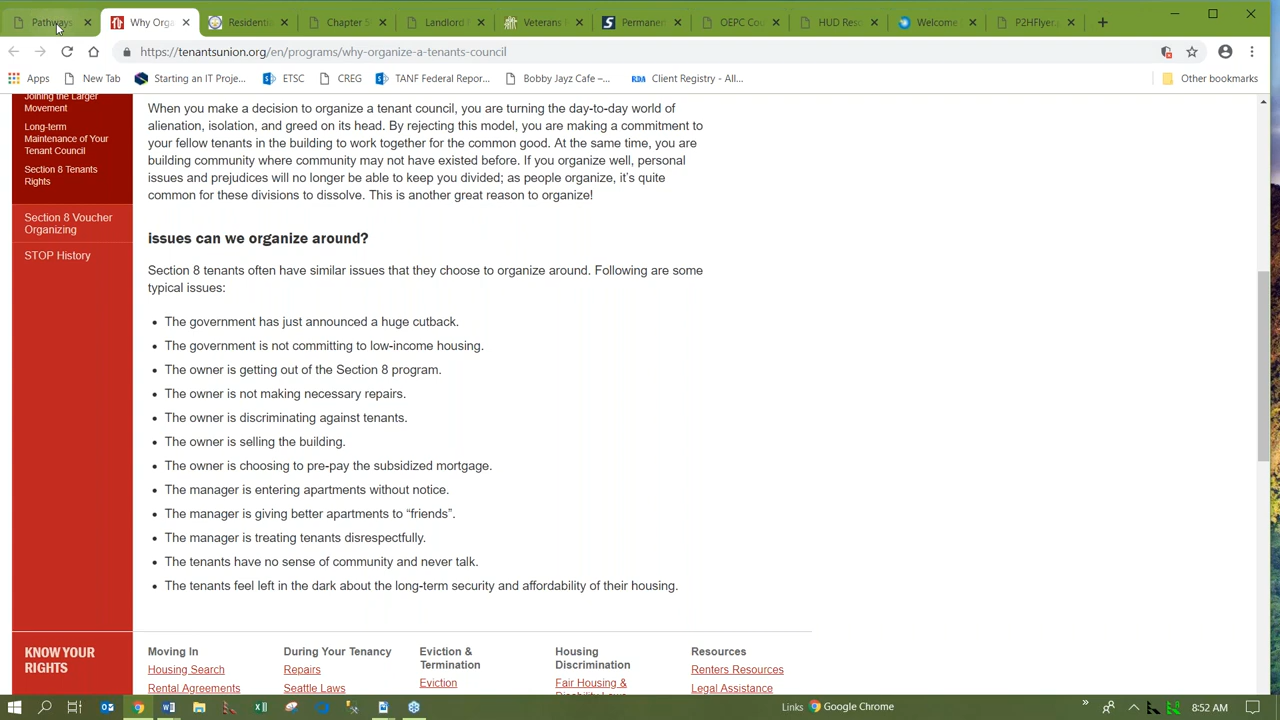 Pathways
Why Orga
Residentia
Chapter 5
Landlord
Veterans F
Permanen
OEPC Cou
HUD Reso
Welcome
P2HFlyer.
https://tenantsunion.org/en/programs/why-organize-a-tenants-council
Apps
New Tab
Starting an IT Proje...
ETSC
CREG
TANF Federal Repor...
Bobby Jayz Cafe –...
Client Registry - All...
Other bookmarks
Joining the Larger
Movement
Long-term
Maintenance of Your
Tenant Council
Section 8 Tenants
Rights
Section 8 Voucher
Organizing
STOP History
When you make a decision to organize a tenant council, you are turning the day-to-day world of
alienation, isolation, and greed on its head. By rejecting this model, you are making a commitment to
your fellow tenants in the building to work together for the common good. At the same time, you are
building community where community may not have existed before. If you organize well, personal
issues and prejudices will no longer be able to keep you divided; as people organize, it's quite
common for these divisions to dissolve. This is another great reason to organize!
issues can we organize around?
Section 8 tenants often have similar issues that they choose to organize around. Following are some
typical issues:
• The government has just announced a huge cutback.
• The government is not committing to low-income housing.
• The owner is getting out of the Section 8 program.
• The owner is not making necessary repairs.
• The owner is discriminating against tenants.
• The owner is selling the building.
• The owner is choosing to pre-pay the subsidized mortgage.
• The manager is entering apartments without notice.
• The manager is giving better apartments to “friends”.
• The manager is treating tenants disrespectfully.
• The tenants have no sense of community and never talk.
• The tenants feel left in the dark about the long-term security and affordability of their housing.
KNOW YOUR
RIGHTS
Moving In
Housing Search
Rental Agreements
During Your Tenancy
Repairs
Seattle Laws
Eviction &
Termination
Eviction
Housing
Discrimination
Fair Housing &
Disability Laws
Resources
Renters Resources
Legal Assistance
Links
Google Chrome
8:52 AM